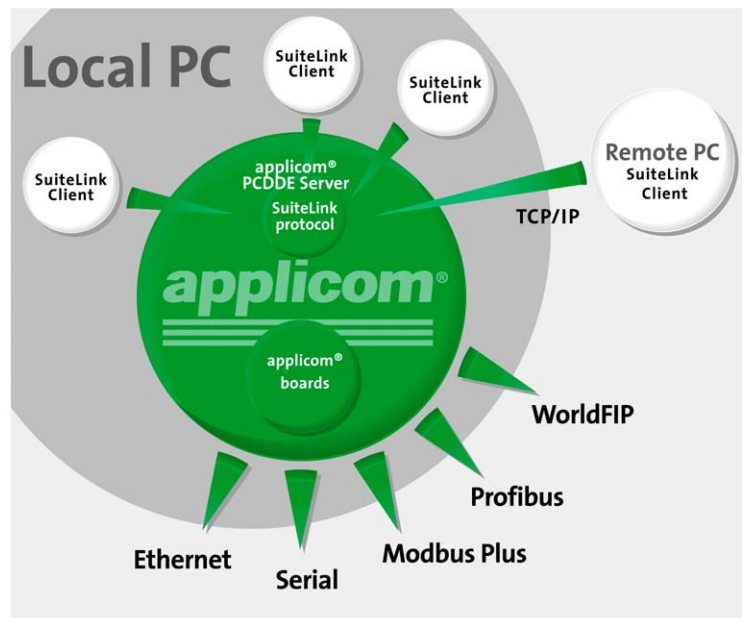 Local PC
SuiteLink
Client
SuiteLink
Client
SuiteLink
Client
Remote PC
SuiteLink
Client
TCP/IP
applicom®
PCDDE Server
SuiteLink
protocol
applicom®
applicom®
boards
WorldFIP
Profibus
Modbus Plus
Serial
Ethernet